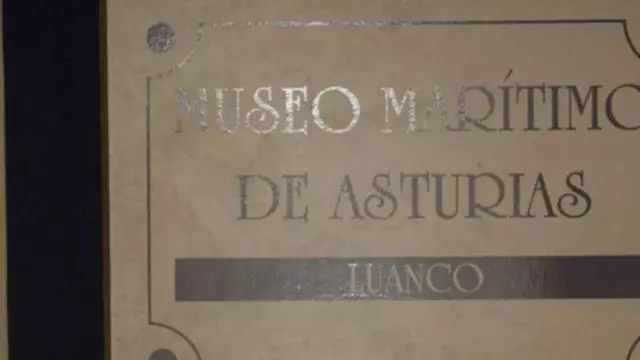 MUSEO MARÍTIMO
DE ASTURIAS
LUANCO